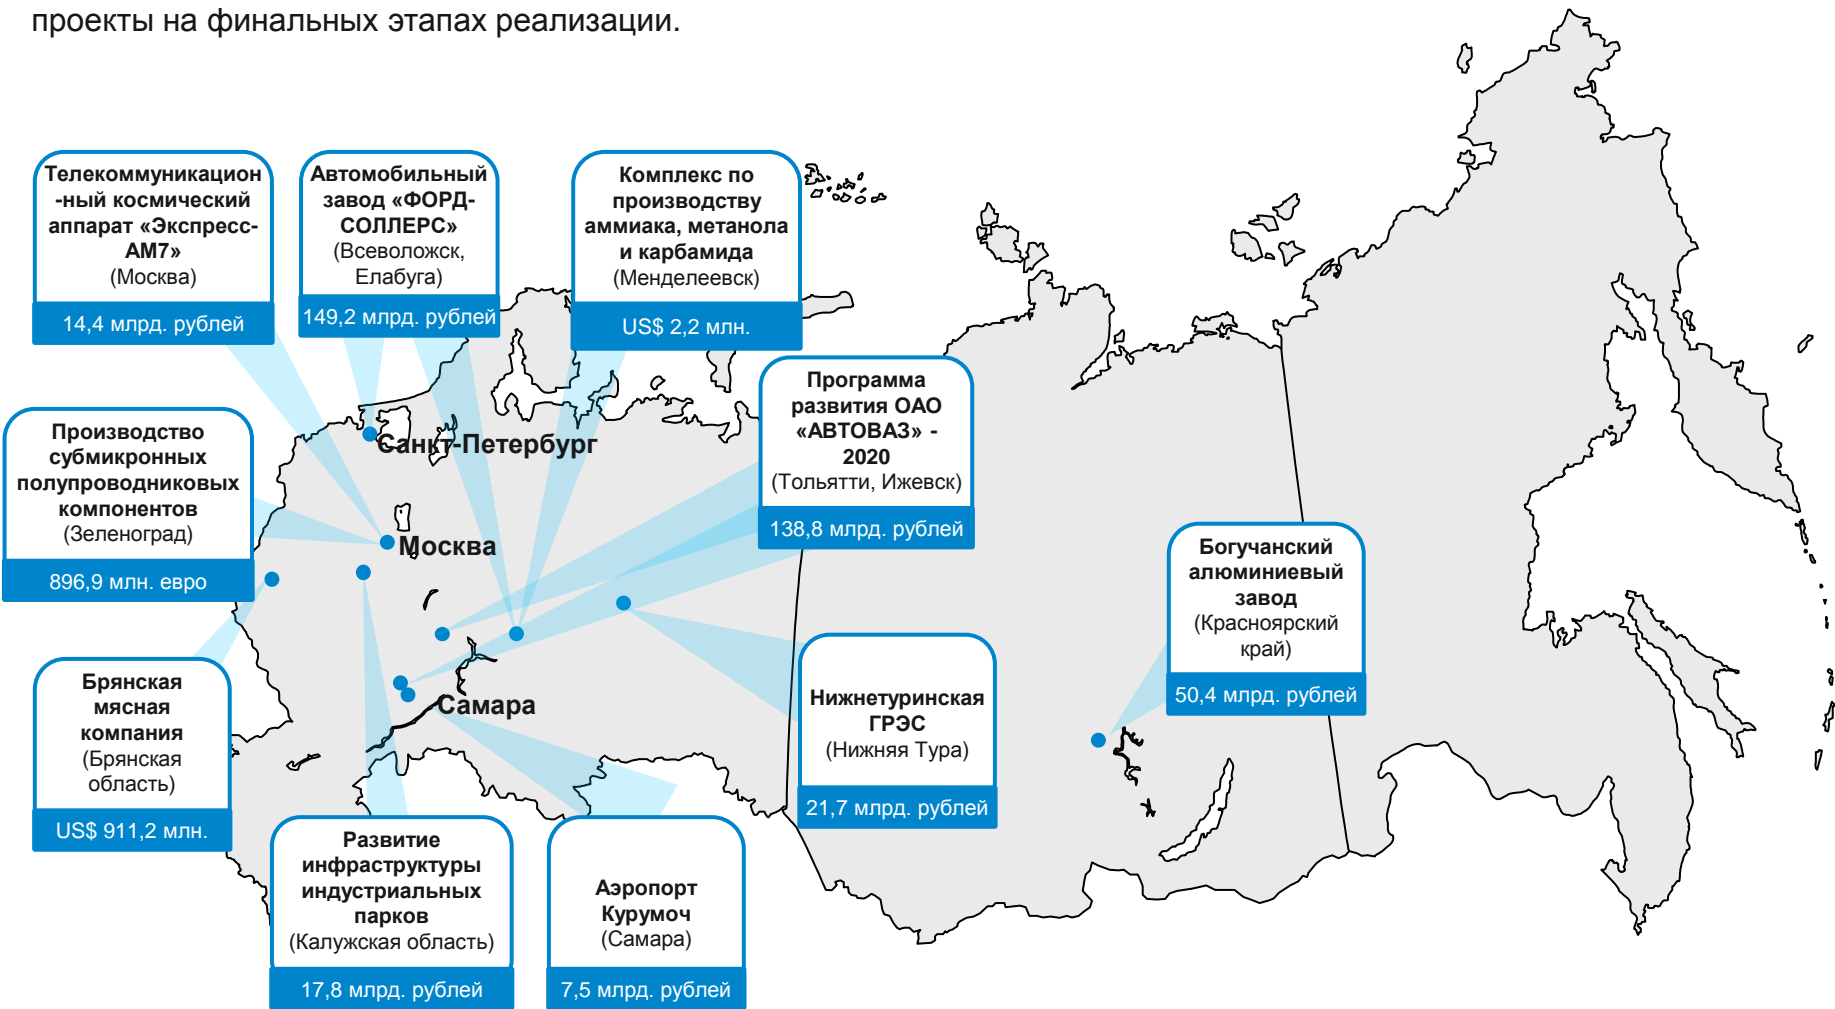 проекты на финальных этапах реализации.
Телекоммуникацион
-ный космический
аппарат «Экспресс-
АМ7»
(Москва)
14,4 млрд. рублей
Автомобильный
завод «ФОРД-
СОЛЛЕРС»
(Всеволожск,
Елабуга)
149,2 млрд. рублей
Комплекс по
производству
аммиака, метанола
и карбамида
(Менделеевск)
US$ 2,2 млн.
Программа
развития ОАО
«АВТОВАЗ» -
2020
(Тольятти, Ижевск)
138,8 млрд. рублей
Производство
субмикронных
полупроводниковых
компонентов
(Зеленоград)
896,9 млн. евро
Санкт-Петербург
Москва
Самара
Богучанский
алюминиевый
завод
(Красноярский
край)
50,4 млрд. рублей
Брянская
мясная
компания
(Брянская
область)
US$ 911,2 млн.
Нижнетуринская
ГРЭС
(Нижняя Тура)
21,7 млрд. рублей
Развитие
инфраструктуры
индустриальных
парков
(Калужская область)
17,8 млрд. рублей
Аэропорт
Курумоч
(Самара)
7,5 млрд. рублей